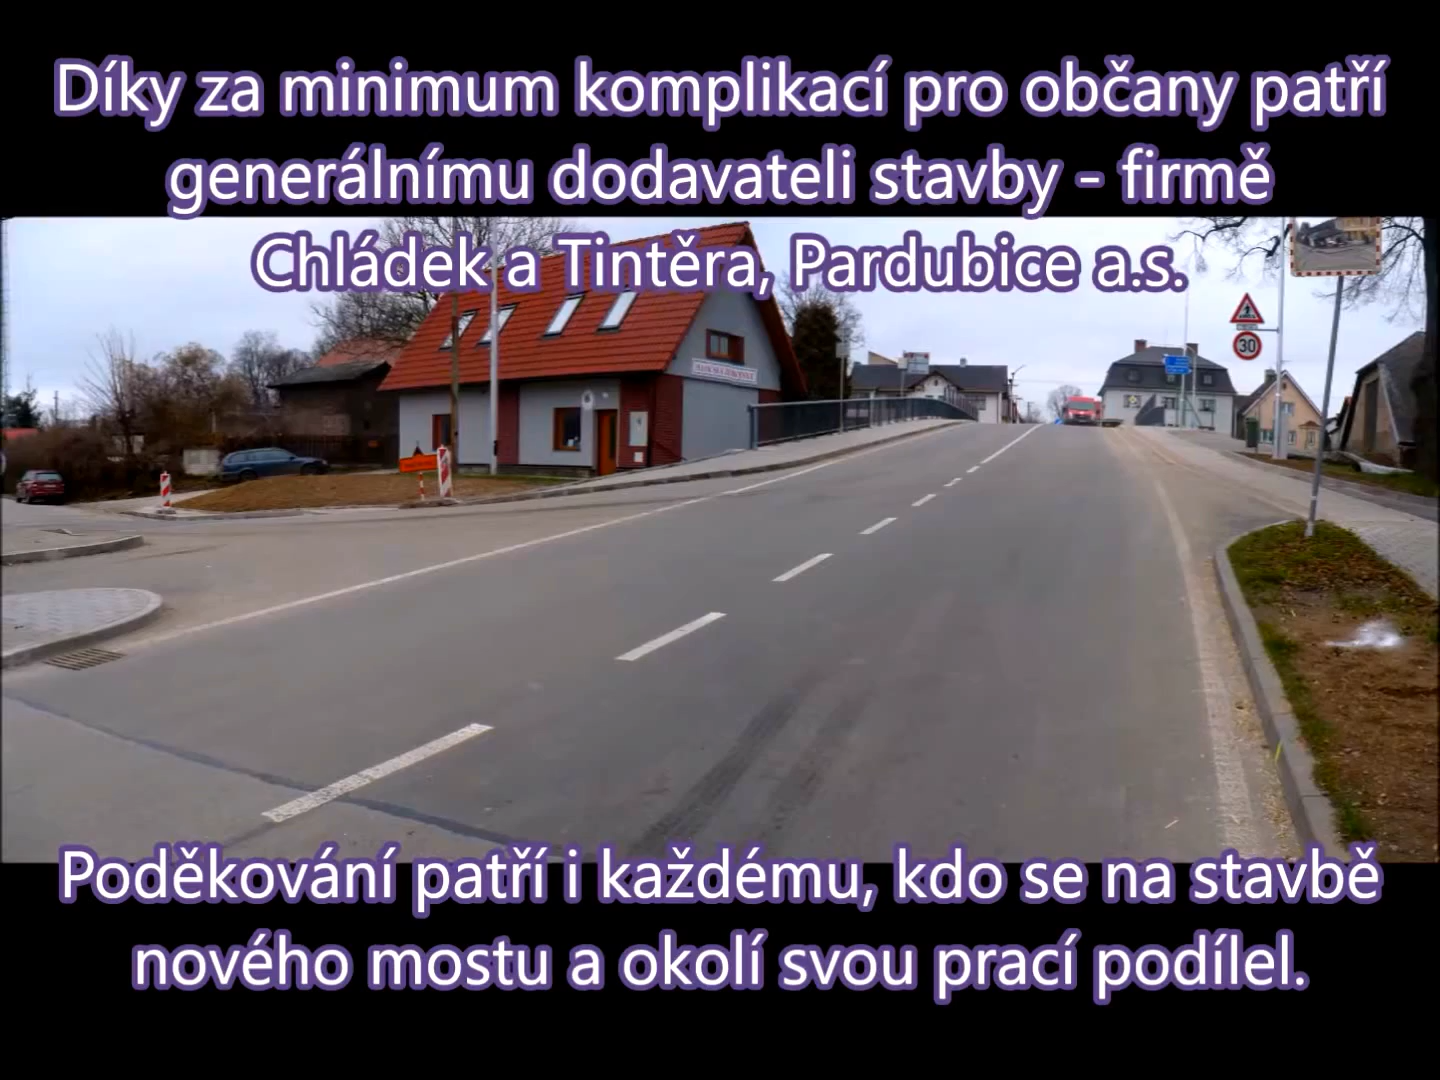 Díky za minimum komplikací pro občany patří
generálnímu dodavateli stavby - firmě
Chládek a Tintěra, Pardubice a.s.
30
Poděkování patří i každému, kdo se na stavbě
nového mostu a okolí svou prací podílel.